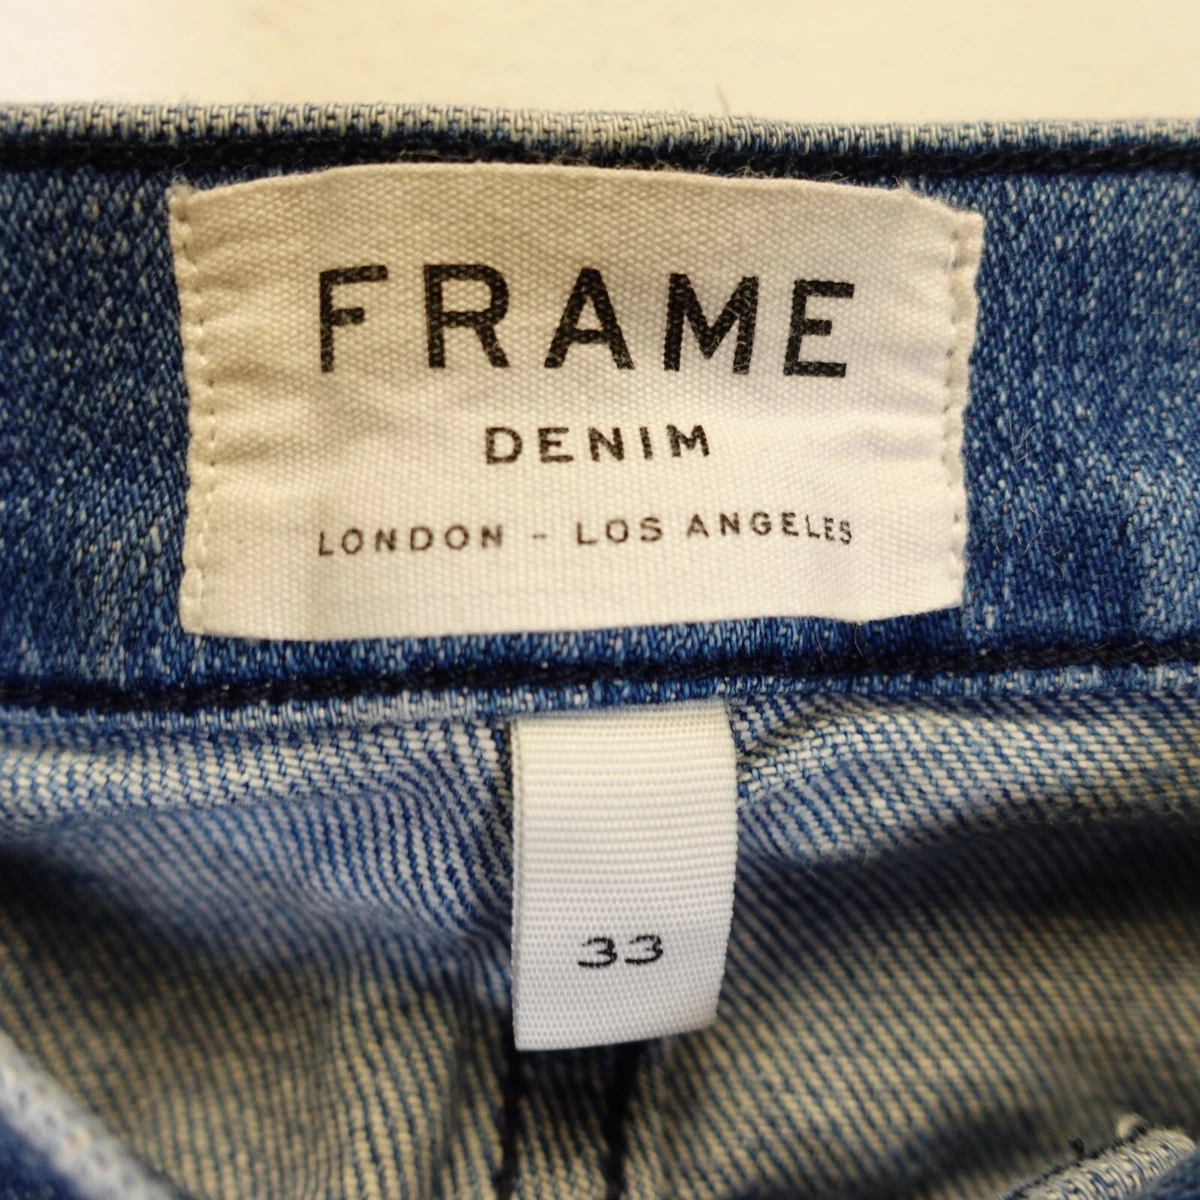 FRAME
DENIM
LONDON - LOS ANGELES
33